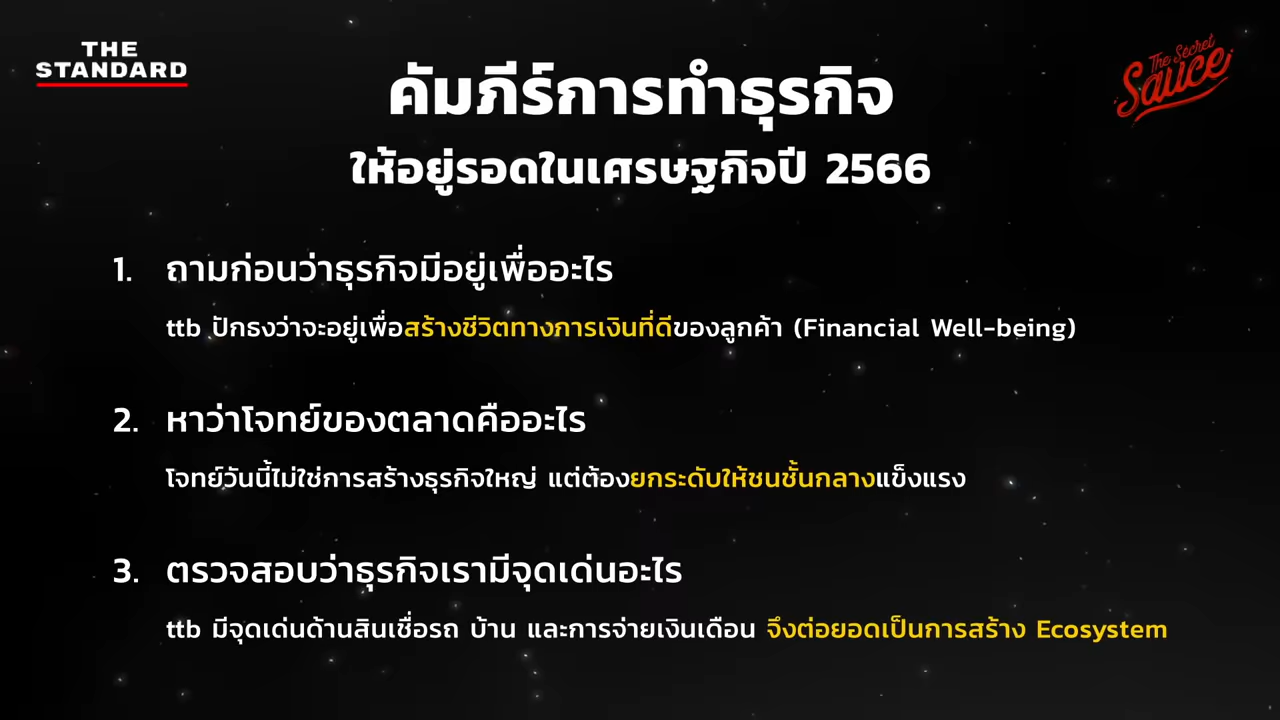 THE
STANDARD
The Secret
Sauce
คัมภีร์การทำธุรกิจ
ให้อยู่รอดในเศรษฐกิจปี 2566
1. ถามก่อนว่าธุรกิจมีอยู่เพื่ออะไร
ttb ปักธงว่าจะอยู่เพื่อสร้างชีวิตทางการเงินที่ดีของลูกค้า (Financial Well-being)
2. หาว่าโจทย์ของตลาดคืออะไร
โจทย์วันนี้ไม่ใช่การสร้างธุรกิจใหญ่ แต่ต้องยกระดับให้ชนชั้นกลางแข็งแรง
3. ตรวจสอบว่าธุรกิจเรามีจุดเด่นอะไร
ttb มีจุดเด่นด้านสินเชื่อรถ บ้าน และการจ่ายเงินเดือน จึงต่อยอดเป็นการสร้าง Ecosystem